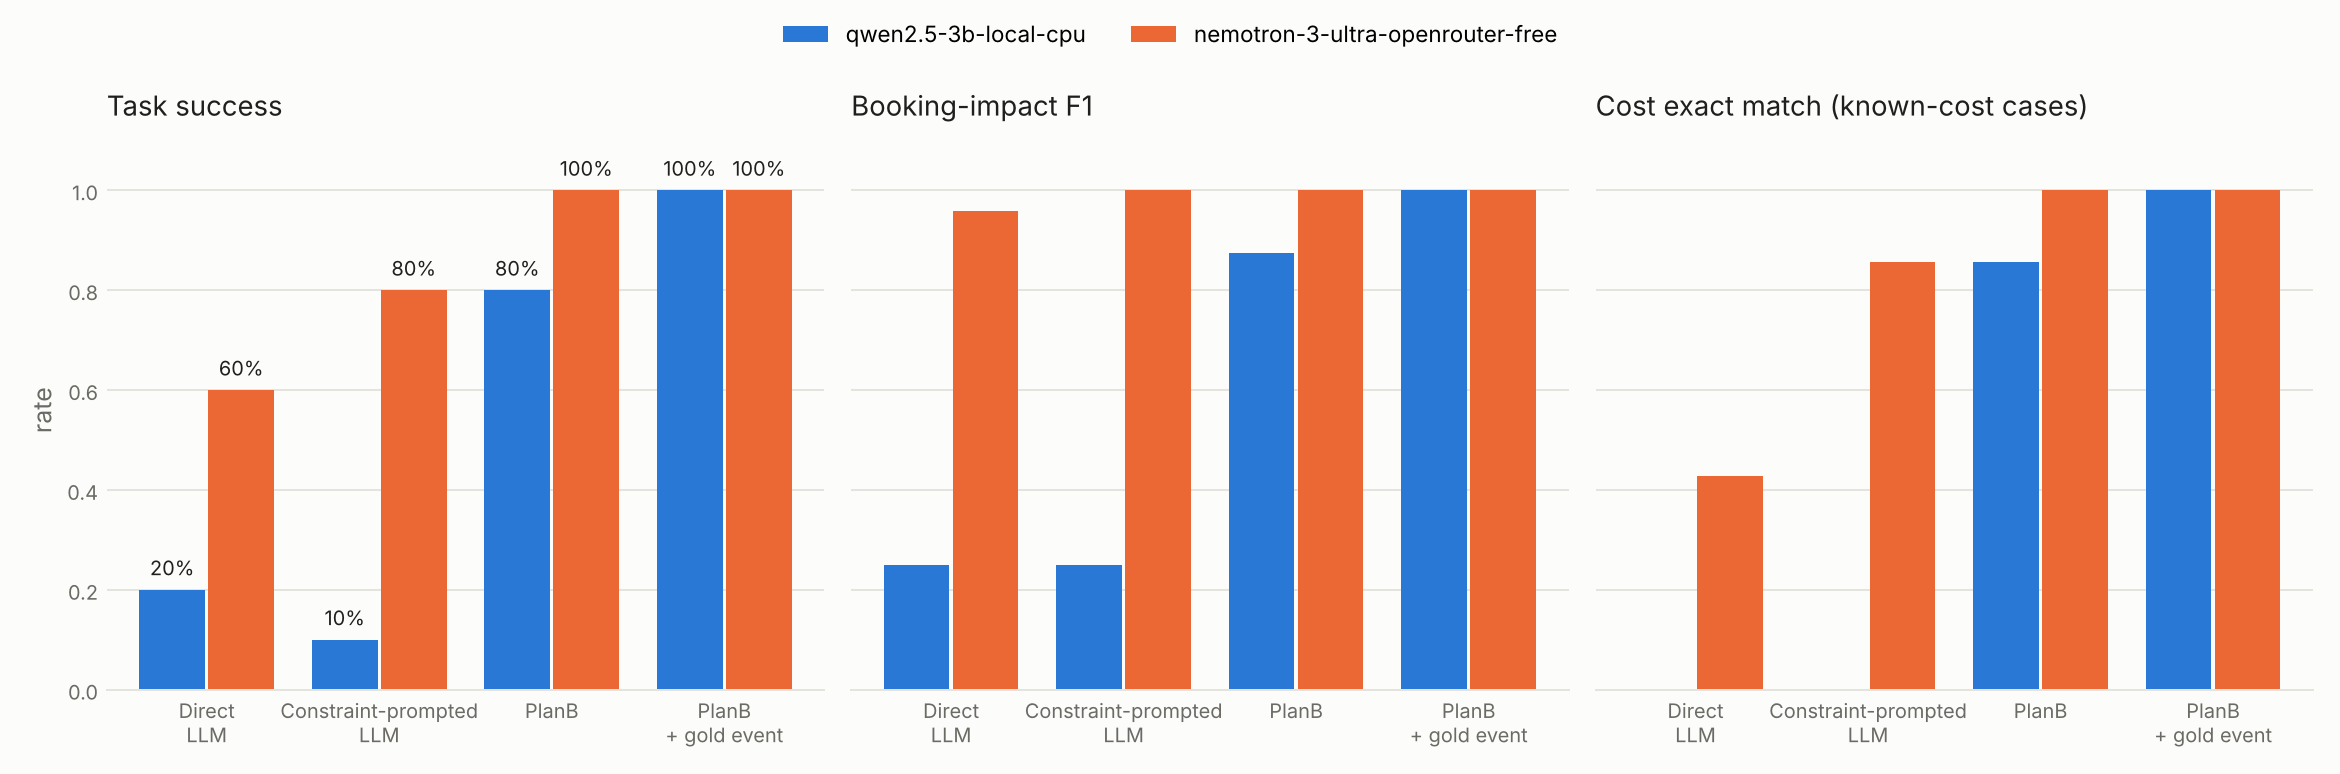 qwen2.5-3b-local-cpu nemotron-3-ultra-openrouter-free
Task success
Booking-impact F1
Cost exact match (known-cost cases)
rate
1.0
0.8
0.6
0.4
0.2
0.0
20%
60%
10%
80%
80%
100%
100%
100%
Direct
LLM
Constraint-prompted
LLM
PlanB
PlanB
+ gold event
Direct
LLM
Constraint-prompted
LLM
PlanB
PlanB
+ gold event
Direct
LLM
Constraint-prompted
LLM
PlanB
PlanB
+ gold event